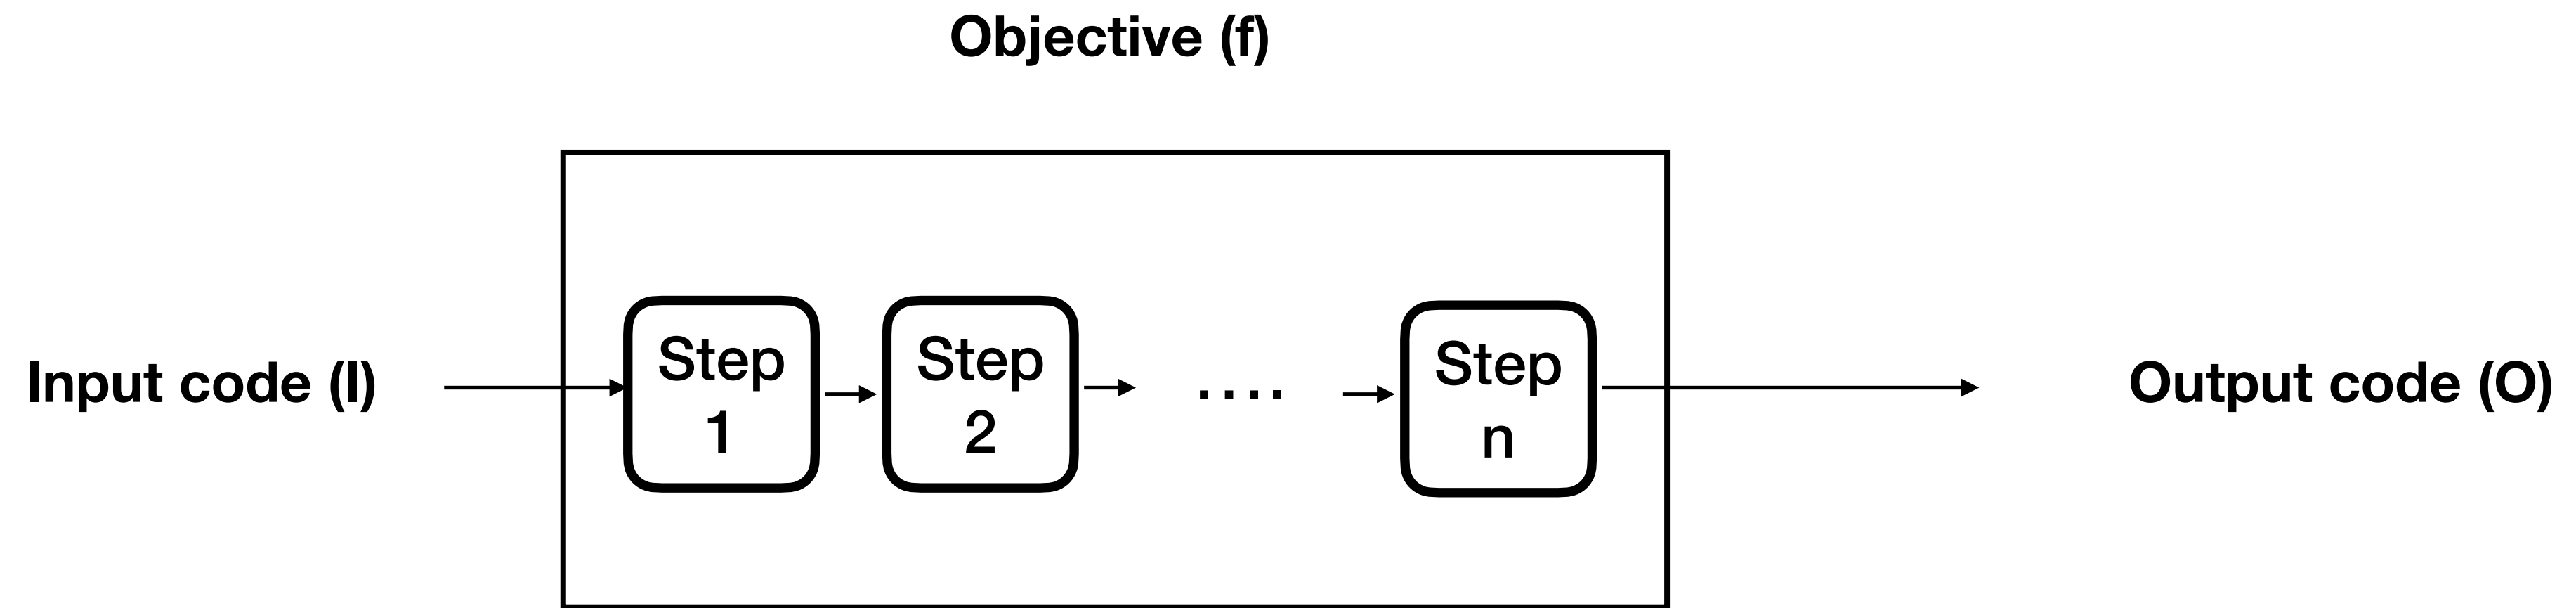 Objective (f)
Input code (I)
Step
1
Step
2
....
Step
n
Output code (O)